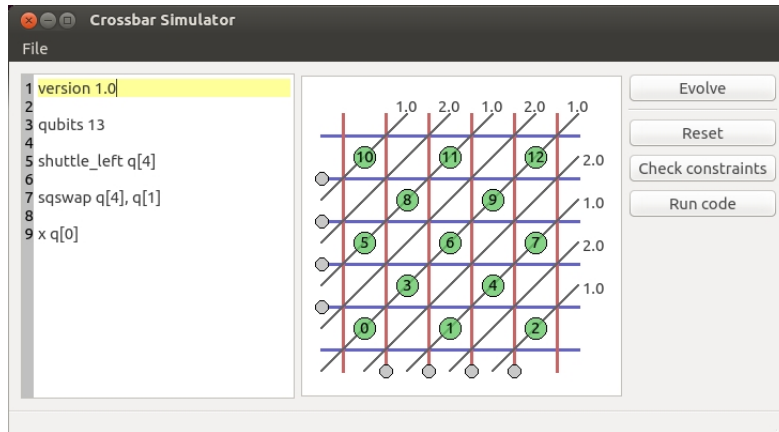 Crossbar Simulator
File
1 version 1.0
2
3 qubits 13
4
5 shuttle_left q[4]
6
7 sqswap q[4], q[1]
8
9 x q[0]
1.0 2.0 1.0 2.0 1.0
10 11 12 2.0
8 9 1.0
5 6 7 2.0
3 4 1.0
0 1 2
Evolve
Reset
Check constraints
Run code